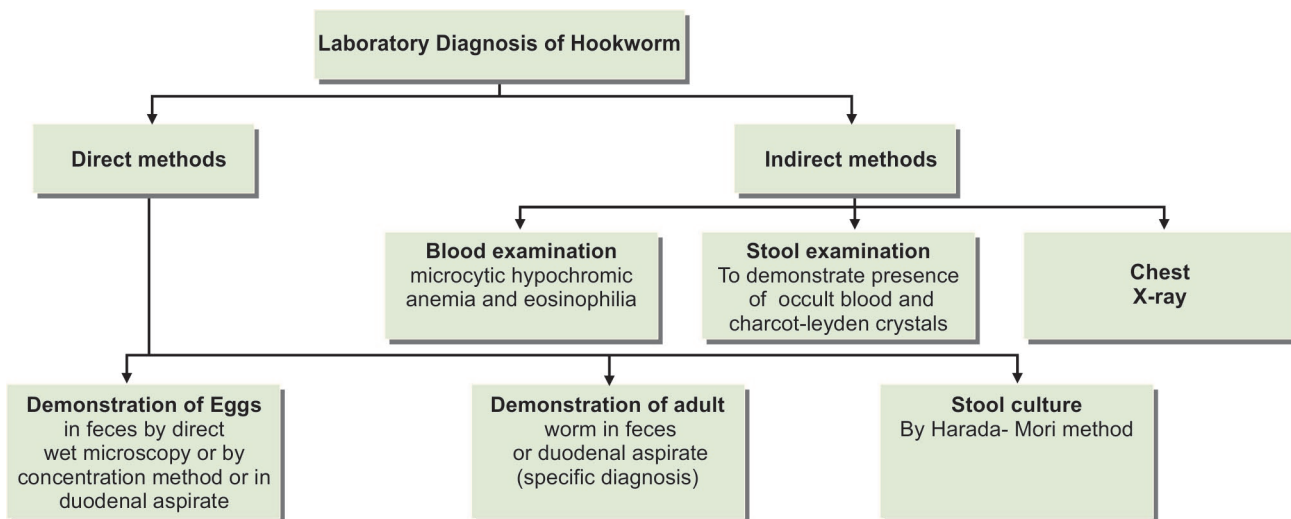 Laboratory Diagnosis of Hookworm
Direct methods
Indirect methods
Blood examination
microcytic hypochromic
anemia and eosinophilia
Stool examination
To demonstrate presence
of occult blood and
charcot-leyden crystals
Chest
X-ray
Demonstration of Eggs
in feces by direct
wet microscopy or by
concentration method or in
duodenal aspirate
Demonstration of adult
worm in feces
or duodenal aspirate
(specific diagnosis)
Stool culture
By Harada- Mori method